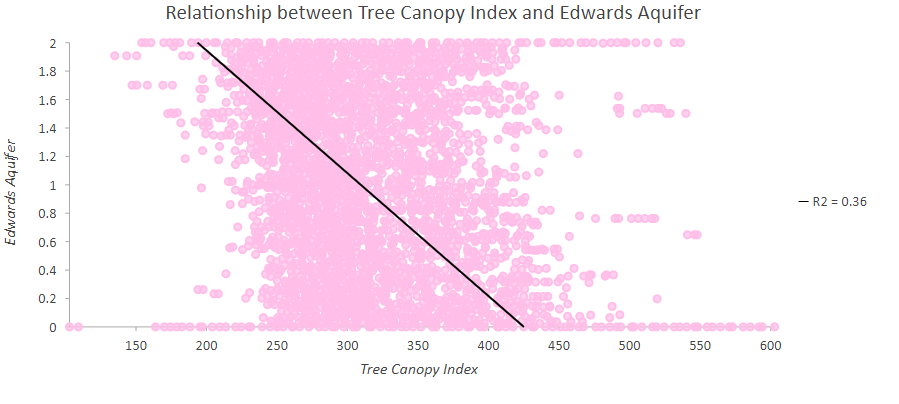 Relationship between Tree Canopy Index and Edwards Aquifer
2
1.8
1.6
1.4
1.2
1
0.8
0.6
0.4
0.2
0
Edwards Aquifer
R2 = 0.36
150 200 250 300 350 400 450 500 550 600
Tree Canopy Index